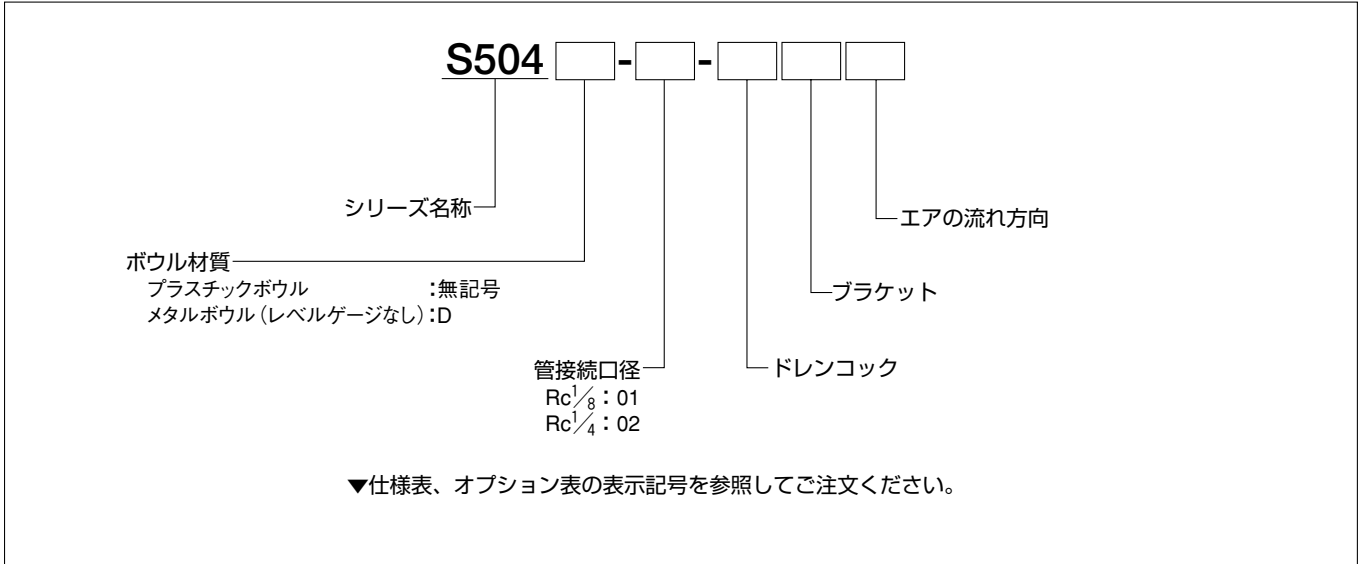 S504 - -
シリーズ名称
エアの流れ方向
ボウル材質
プラスチックボウル :無記号
メタルボウル(レベルゲージなし):D
ブラケット
管接続口径
ドレンコック
Rc1/8:01
Rc1/4:02
▼仕様表、オプション表の表示記号を参照してご注文ください。